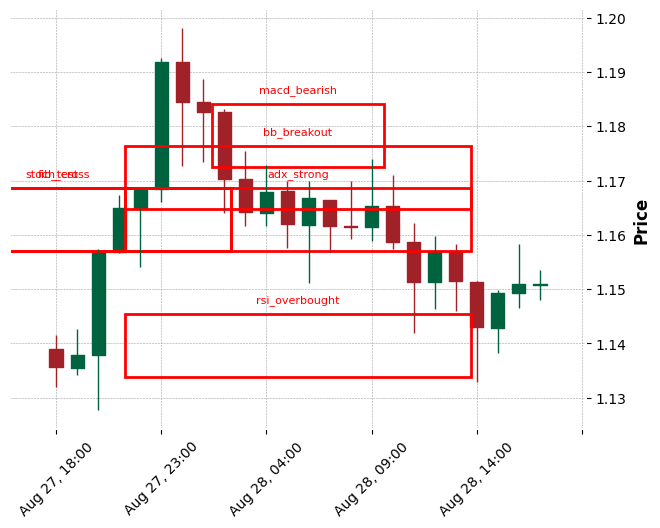 1.20
1.19
macd_bearish
1.18
bb_breakout
1.17
adx_strong
1.16
Price
1.15
rsi_overbought
1.14
1.13
Aug 27, 18:00
Aug 27, 23:00
Aug 28, 04:00
Aug 28, 09:00
Aug 28, 14:00